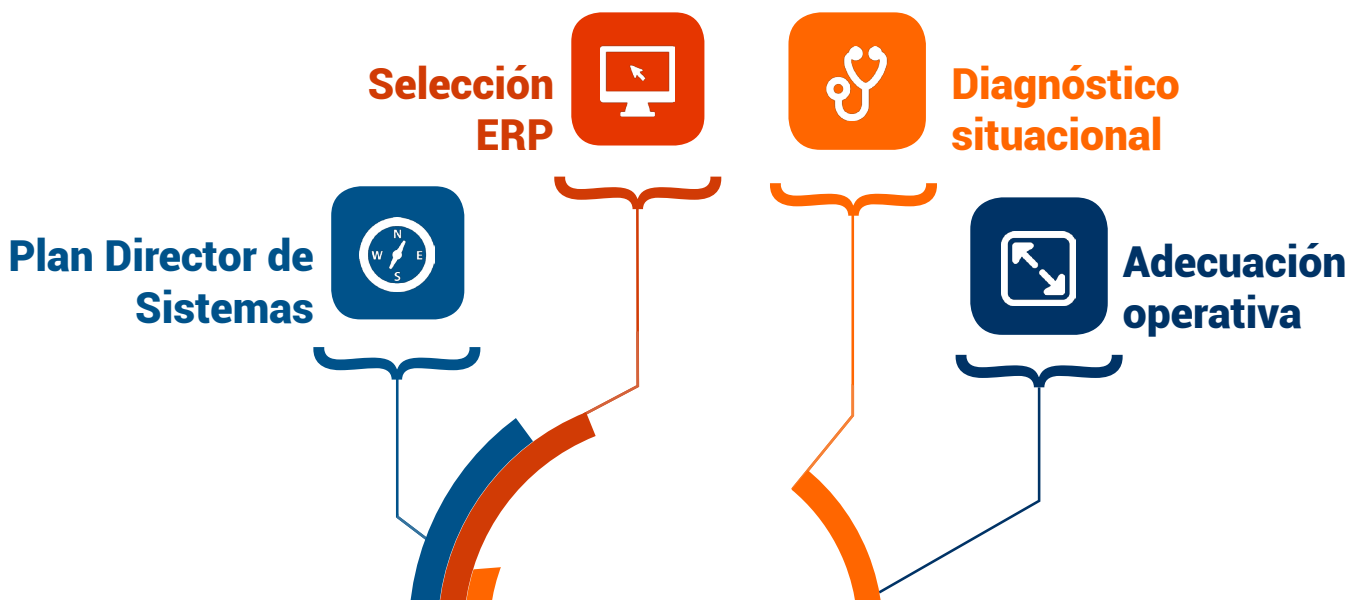 Selección
ERP
Diagnóstico
situacional
Plan Director de
Sistemas
N
W E
S
Adecuación
operativa